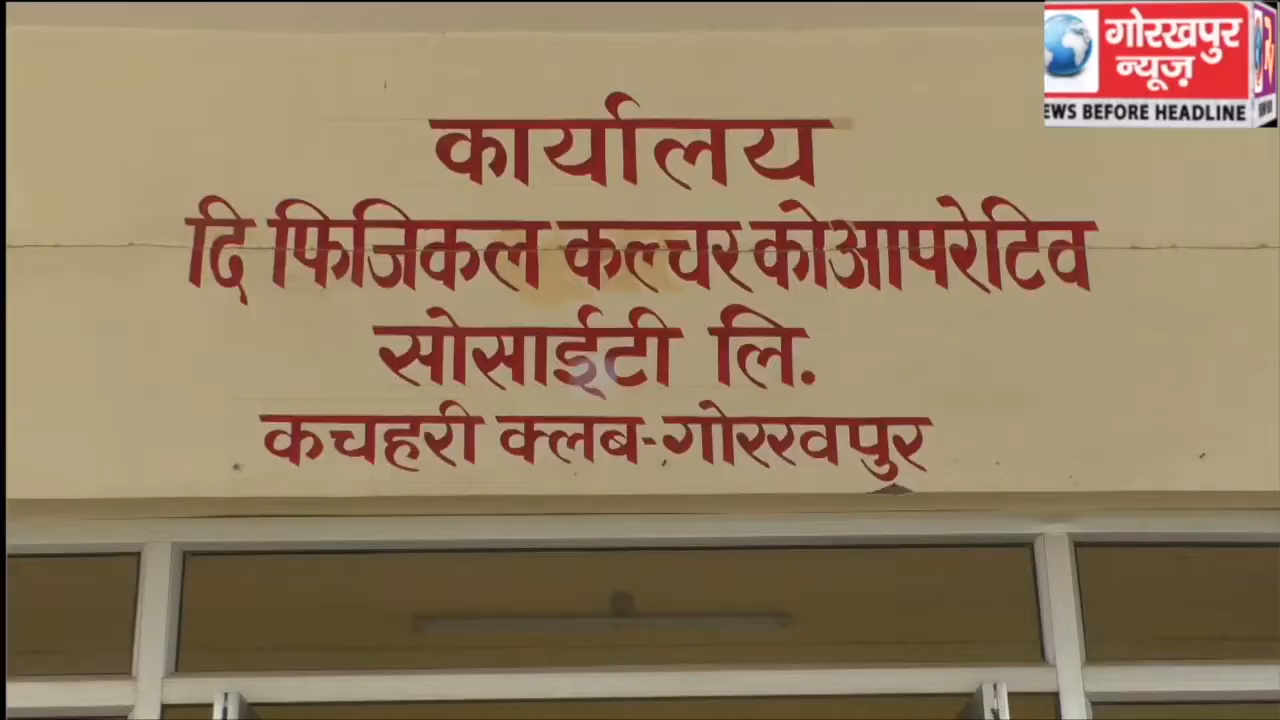 कार्यालय
दि फिजिकल कल्चर कोआपरेटिव
सोसाईटी लि.
कचहरी क्लब-गोरखपुर
गोरखपुर
न्यूज़
EWS BEFORE HEADLINE